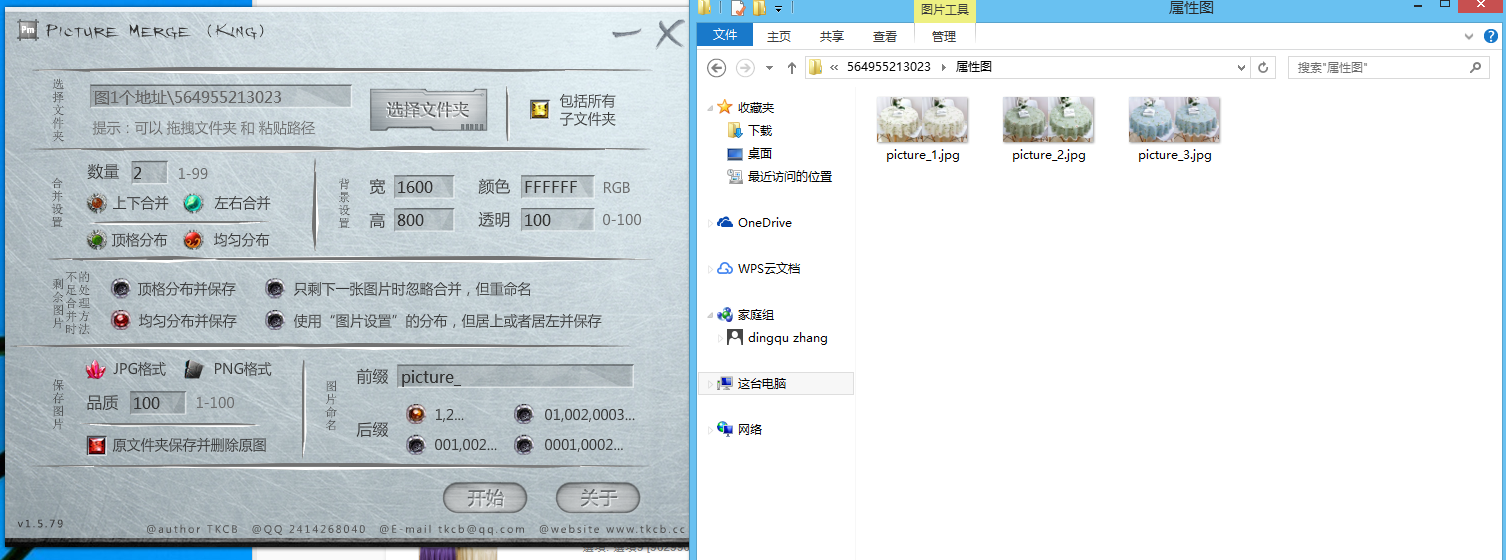 Pm PICTURE MERGE (KING)
选择文件夹
图1个地址\564955213023
选择文件夹
包括所有
子文件夹
提示：可以 拖拽文件夹 和 粘贴路径
合并设置
数量 2 1-99
上下合并 左右合并
顶格分布 均匀分布
背景设置
宽 1600 颜色 FFFFFF RGB
高 800 透明 100 0-100
剩余图片
不足合并时
的处理方法
顶格分布并保存 只剩下一张图片时忽略合并，但重命名
均匀分布并保存 使用“图片设置”的分布，但居上或者居左并保存
保存图片
JPG格式 PNG格式
品质 100 1-100
原文件夹保存并删除原图
图片命名
前缀 picture_
后缀
1,2... 01,002,0003...
001,002... 0001,0002...
开始 关于
v1.5.79
@author TKCB @QQ 2414268040 @E-mail tkcb@qq.com @website www.tkcb.cc
图片工具
属性图
文件 主页 共享 查看 管理
« 564955213023 属性图
搜索"属性图"
收藏夹
下载
桌面
最近访问的位置
OneDrive
WPS云文档
家庭组
dingqu zhang
这台电脑
网络
picture_1.jpg picture_2.jpg picture_3.jpg